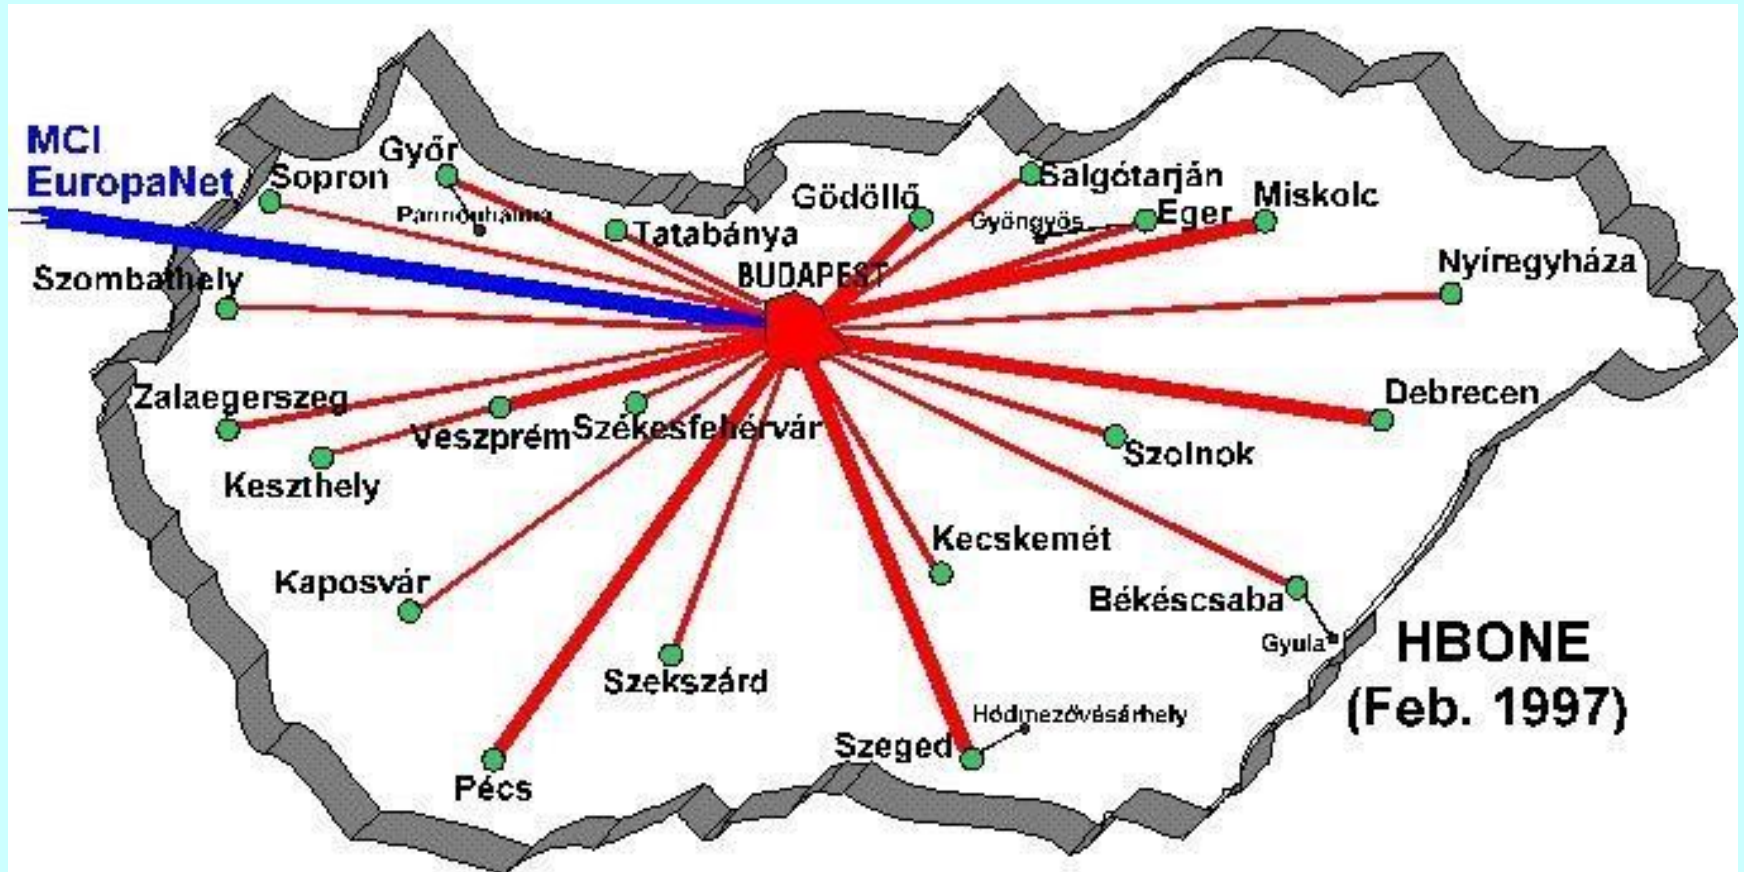 MCI
EuropaNet
Győr
Sopron
Pannonhalma
Tatabánya
Gödöllő
Salgótarján
Gyöngyös
Eger
Miskolc
BUDAPEST
Nyíregyháza
Szombathely
Zalaegerszeg
Veszprém
Székesfehérvár
Debrecen
Szolnok
Keszthely
Kecskemét
Kaposvár
Békéscsaba
Gyula
HBONE
(Feb. 1997)
Szekszárd
Hódmezővásárhely
Szeged
Pécs